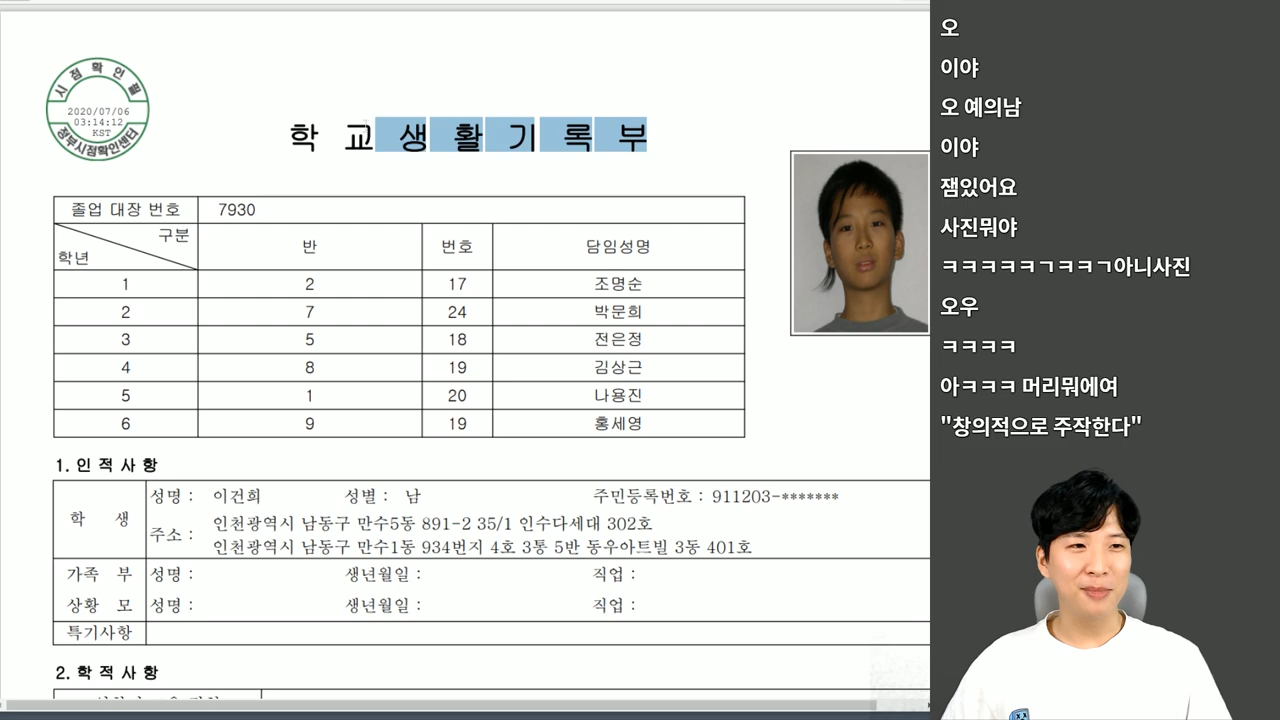 시 점 확 인 필
2020/07/06
03:14:12
KST
정부시점확인센터
학 교 생 활 기 록 부
졸업 대장 번호 7930
구분
학년 반 번호 담임성명
1 2 17 조명순
2 7 24 박문희
3 5 18 전은정
4 8 19 김상근
5 1 20 나용진
6 9 19 홍세영
1. 인 적 사 항
학 생 성명 : 이건희 성별 : 남 주민등록번호 : 911203-*******
주소 : 인천광역시 남동구 만수5동 891-2 35/1 인수다세대 302호
인천광역시 남동구 만수1동 934번지 4호 3통 5반 동우아트빌 3동 401호
가족 부 성명 : 생년월일 : 직업 :
상황 모 성명 : 생년월일 : 직업 :
특기사항
2. 학 적 사 항
오
이야
오 예의남
이야
잼있어요
사진뭐야
ㅋㅋㅋㅋㅋㄱㅋㅋㄱ아니사진
오우
ㅋㅋㅋㅋ
아ㅋㅋㅋ 머리뭐에여
"창의적으로 주작한다"